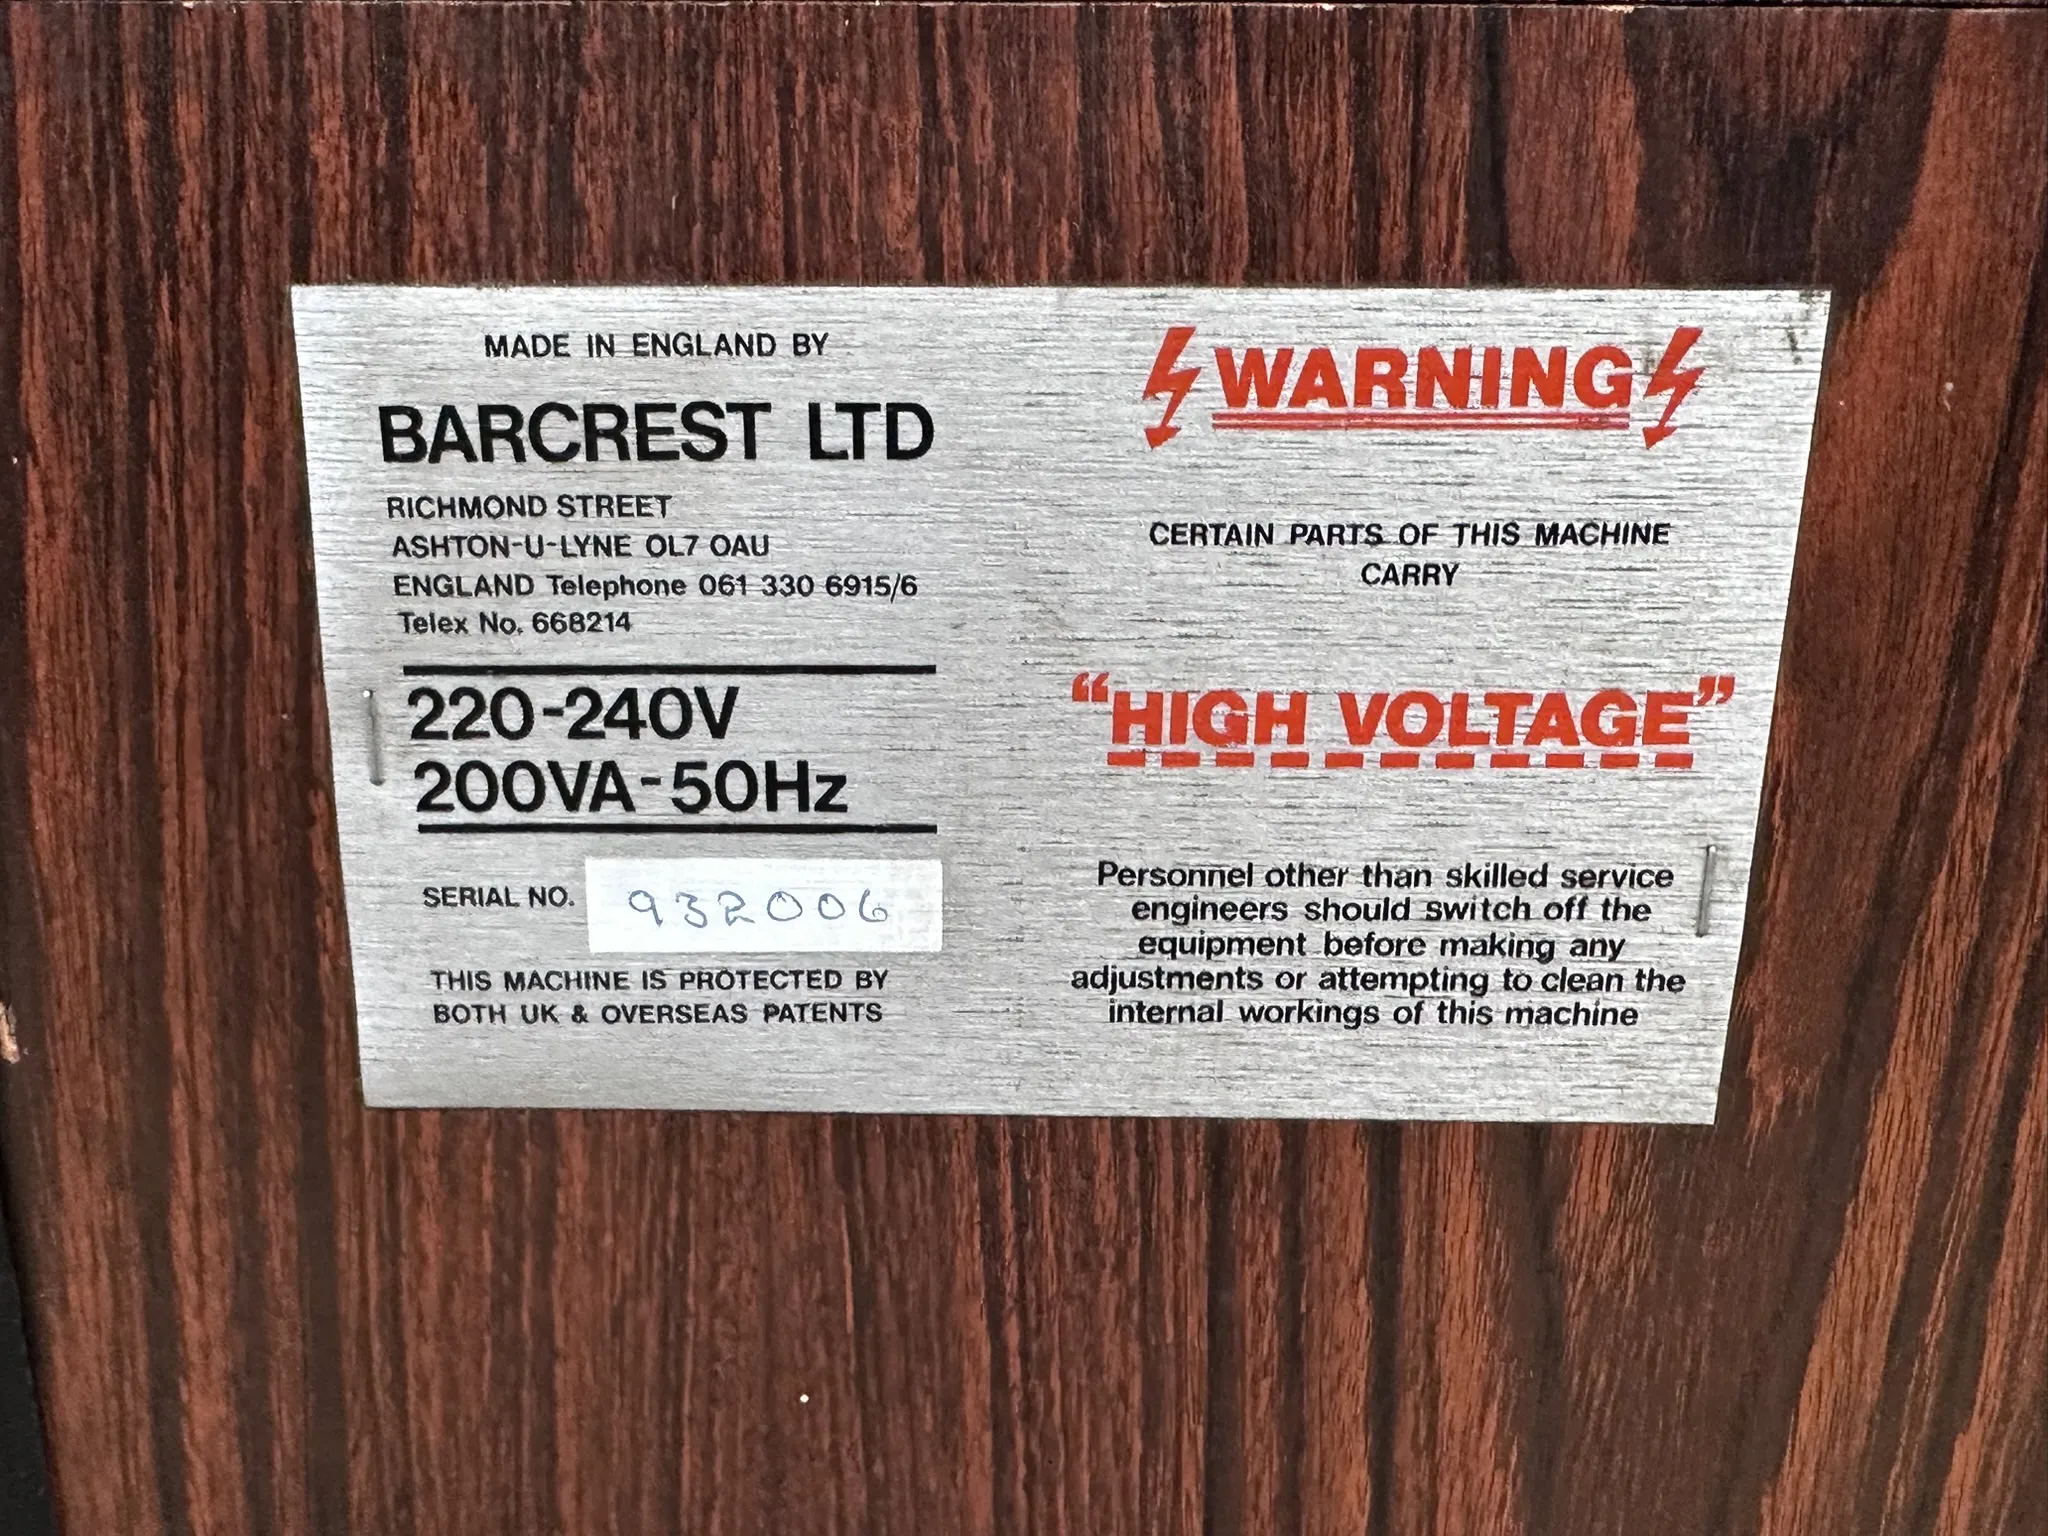 MADE IN ENGLAND BY
BARCREST LTD
RICHMOND STREET
ASHTON-U-LYNE OL7 OAU
ENGLAND Telephone 061 330 6915/6
Telex No. 668214
220-240V
200VA-50Hz
SERIAL NO. 932006
THIS MACHINE IS PROTECTED BY
BOTH UK & OVERSEAS PATENTS
WARNING
CERTAIN PARTS OF THIS MACHINE
CARRY
"HIGH VOLTAGE"
Personnel other than skilled service
engineers should switch off the
equipment before making any
adjustments or attempting to clean the
internal workings of this machine